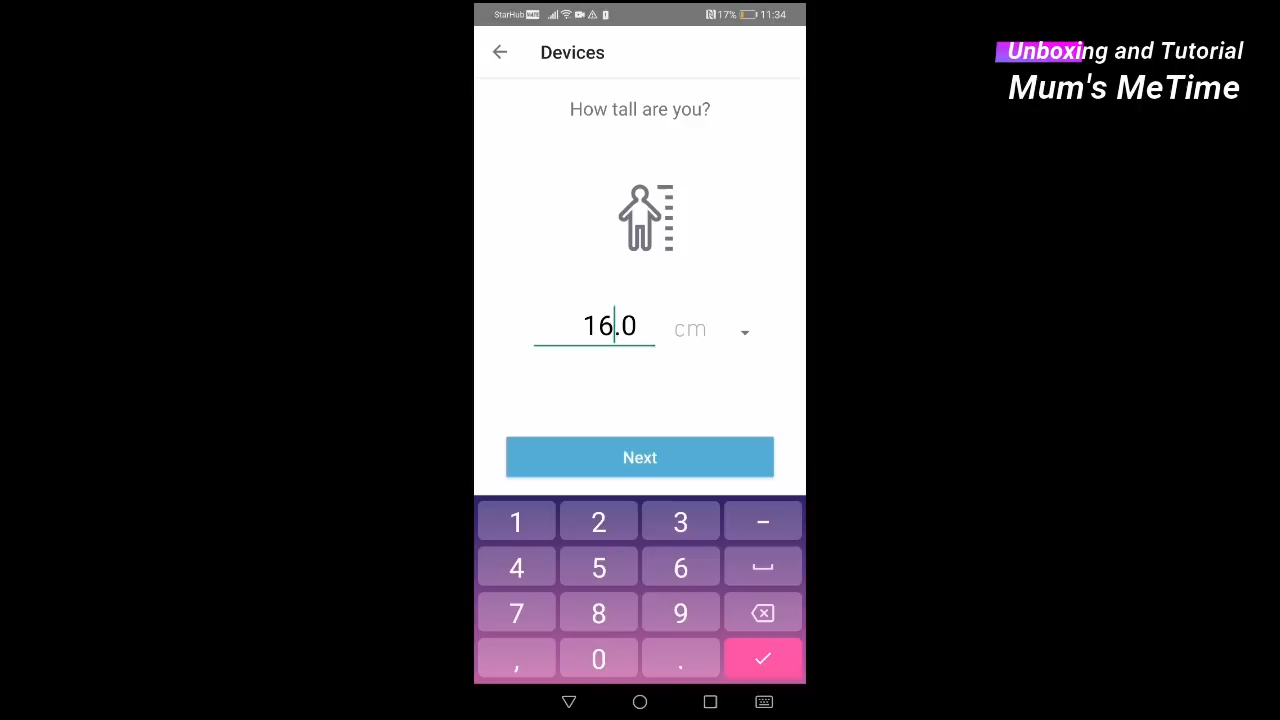 StarHub VoLTE 17% 11:34
Devices
How tall are you?
16.0 cm
Next
1 2 3 -
4 5 6
7 8 9
, 0 .
Unboxing and Tutorial
Mum's MeTime